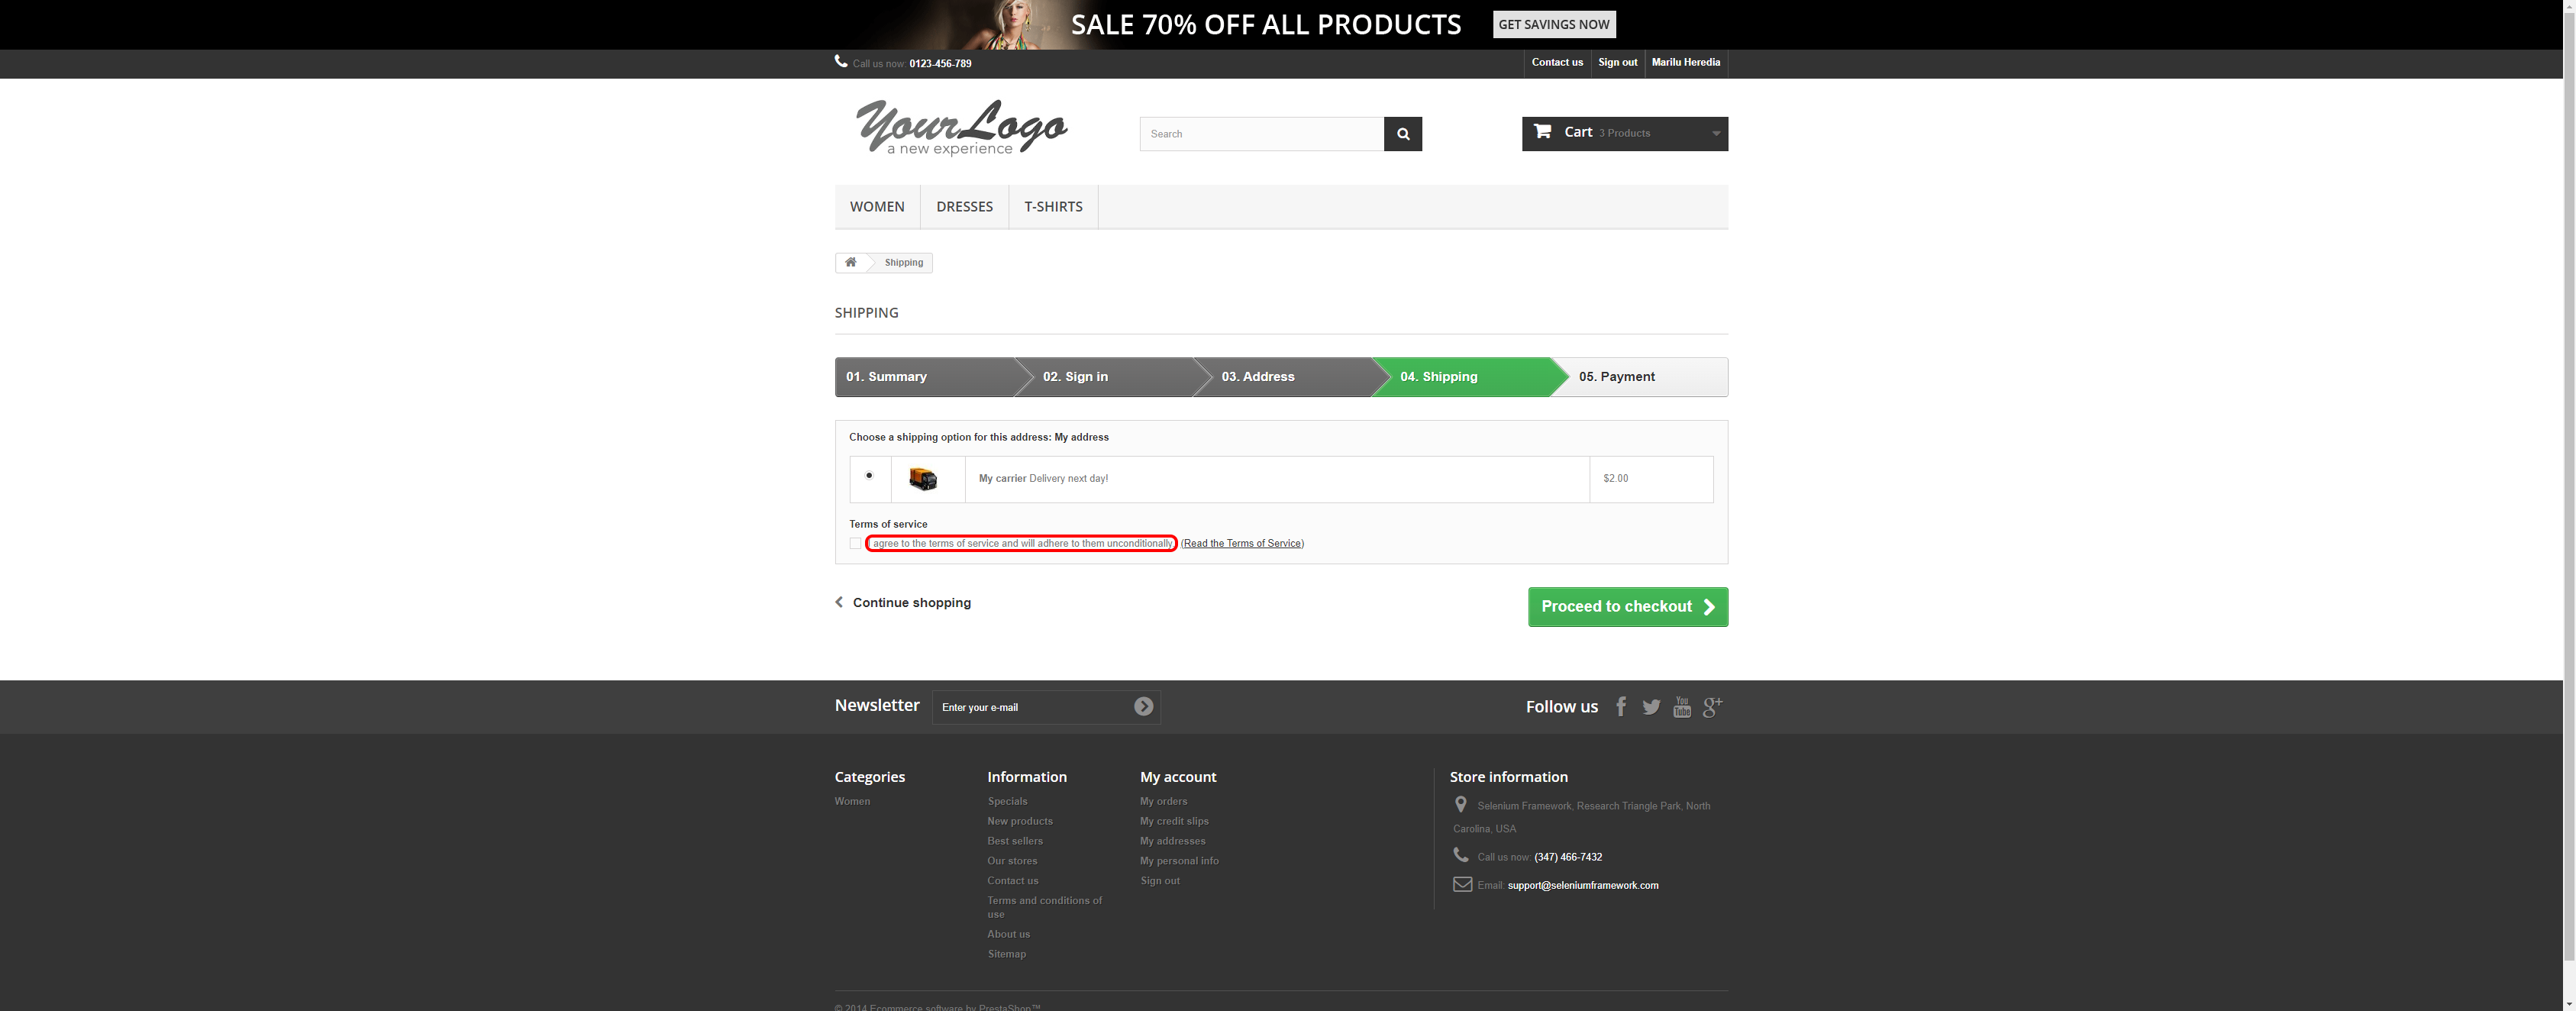 SALE 70% OFF ALL PRODUCTS GET SAVINGS NOW
Call us now: 0123-456-789 Contact us Sign out Marilu Heredia
YourLogo
a new experience
Search
Cart 3 Products
WOMEN DRESSES T-SHIRTS
Shipping
SHIPPING
01. Summary 02. Sign in 03. Address 04. Shipping 05. Payment
Choose a shipping option for this address: My address
My carrier Delivery next day! $2.00
Terms of service
I agree to the terms of service and will adhere to them unconditionally. (Read the Terms of Service)
Continue shopping Proceed to checkout
Newsletter Enter your e-mail Follow us You Tube g+
Categories
Women
Information
Specials
New products
Best sellers
Our stores
Contact us
Terms and conditions of
use
About us
Sitemap
My account
My orders
My credit slips
My addresses
My personal info
Sign out
Store information
Selenium Framework, Research Triangle Park, North
Carolina, USA
Call us now: (347) 466-7432
Email: support@seleniumframework.com
© 2014 Ecommerce software by PrestaShop™